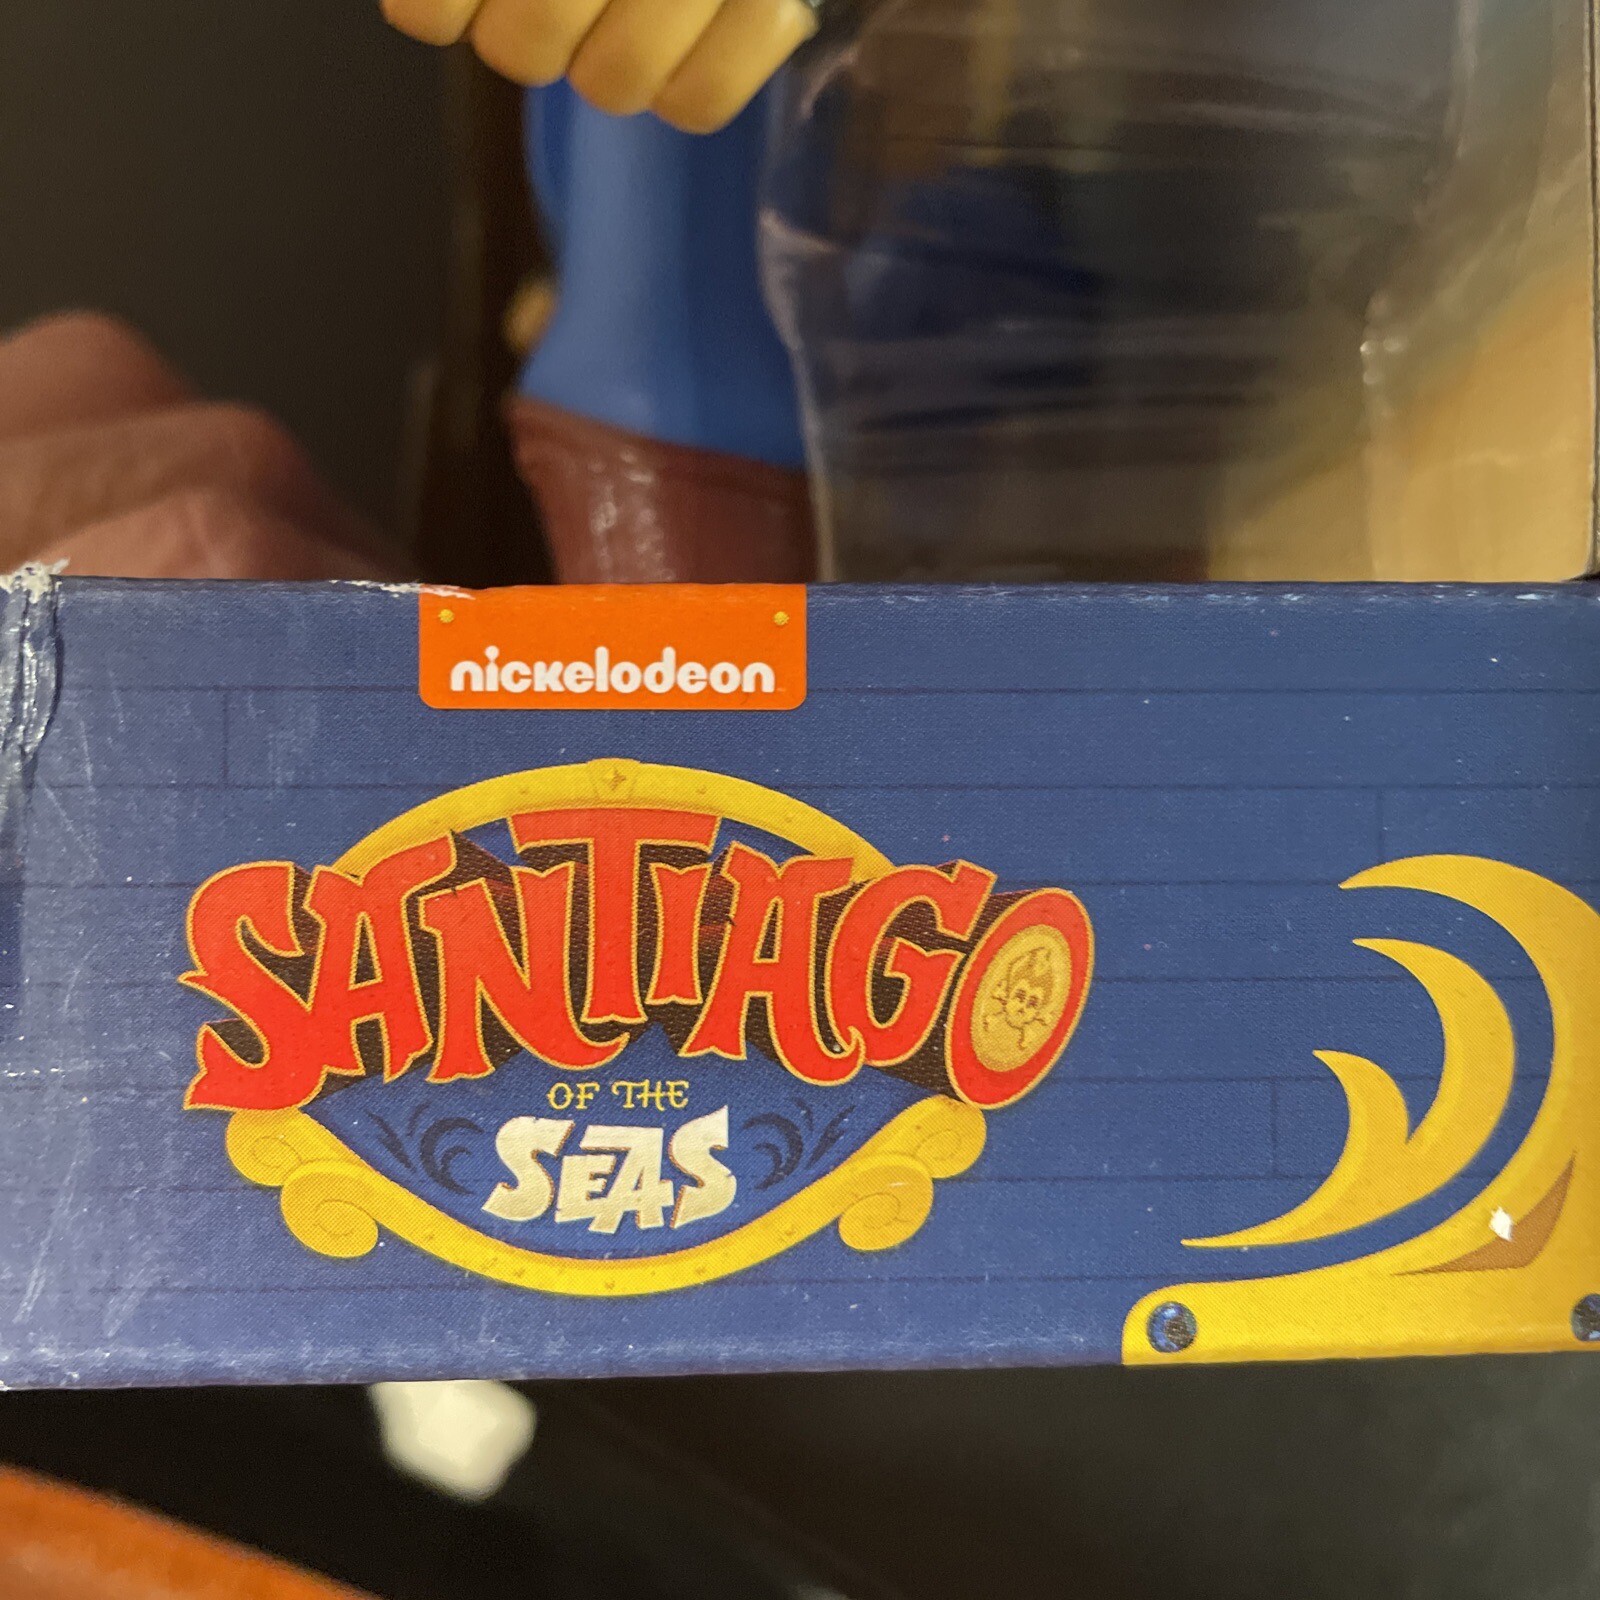 nickelodeon
SANTIAGO
OF THE
SEAS